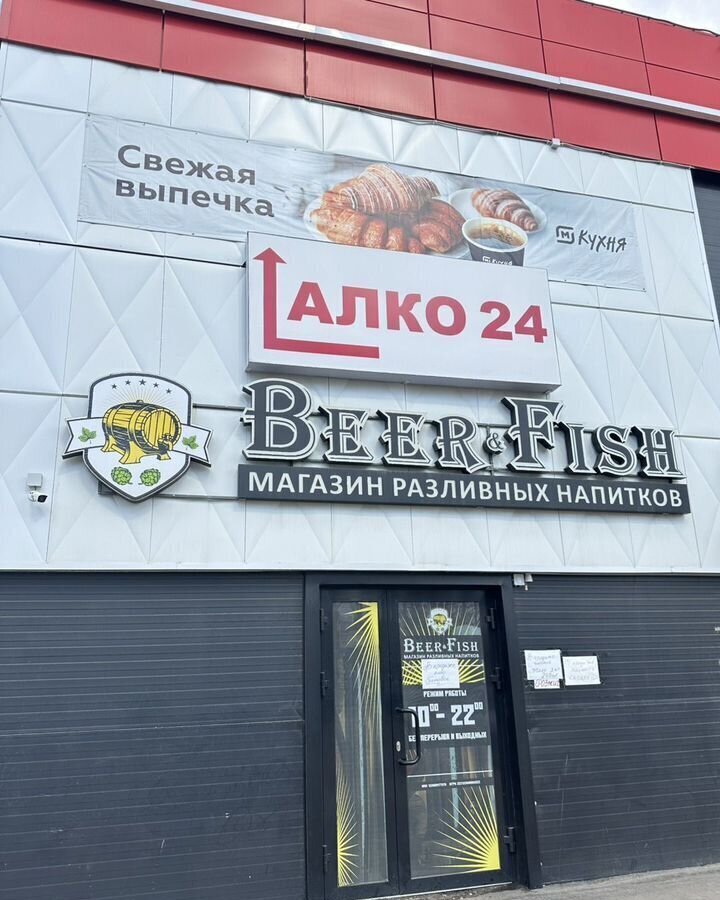 Свежая
выпечка
М Кухня
АЛКО 24
BEER & FISH
МАГАЗИН РАЗЛИВНЫХ НАПИТКОВ
BEER & FISH
МАГАЗИН РАЗЛИВНЫХ НАПИТКОВ
РЕЖИМ РАБОТЫ
10⁰⁰ - 22⁰⁰
БЕЗ ПЕРЕРЫВА И ВЫХОДНЫХ